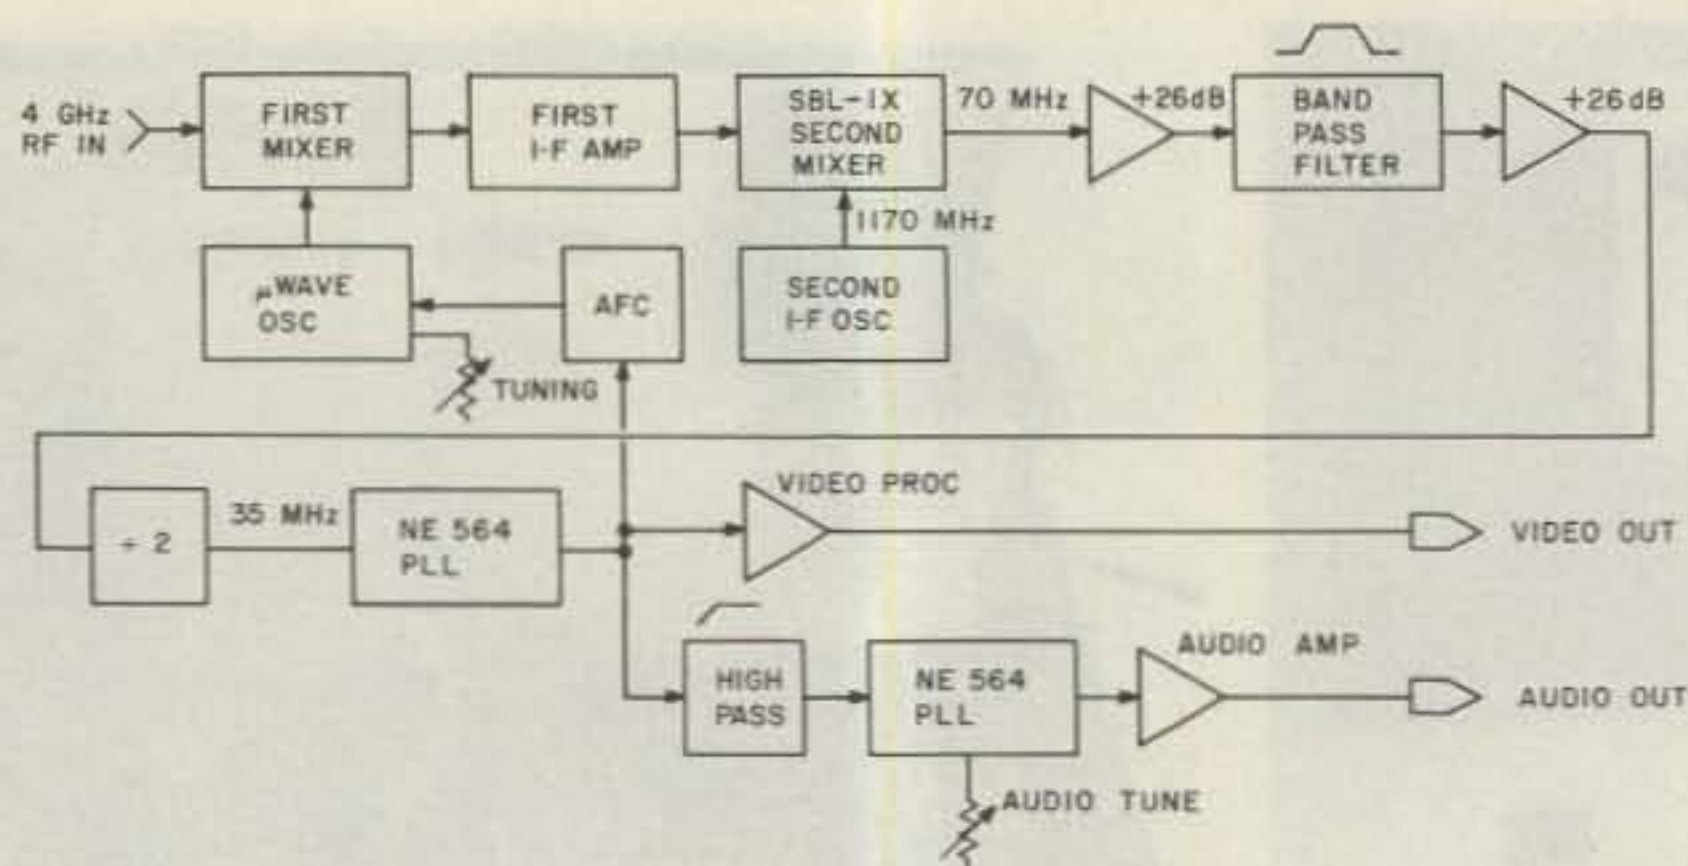 4 GHz
RF IN
FIRST
MIXER
FIRST
I-F AMP
SBL-1X
SECOND
MIXER
70 MHz
+26dB
BAND
PASS
FILTER
+26dB
1170 MHz
μWAVE
OSC
AFC
SECOND
I-F OSC
TUNING
÷ 2
35 MHz
NE 564
PLL
VIDEO PROC
VIDEO OUT
HIGH
PASS
NE 564
PLL
AUDIO AMP
AUDIO OUT
AUDIO TUNE